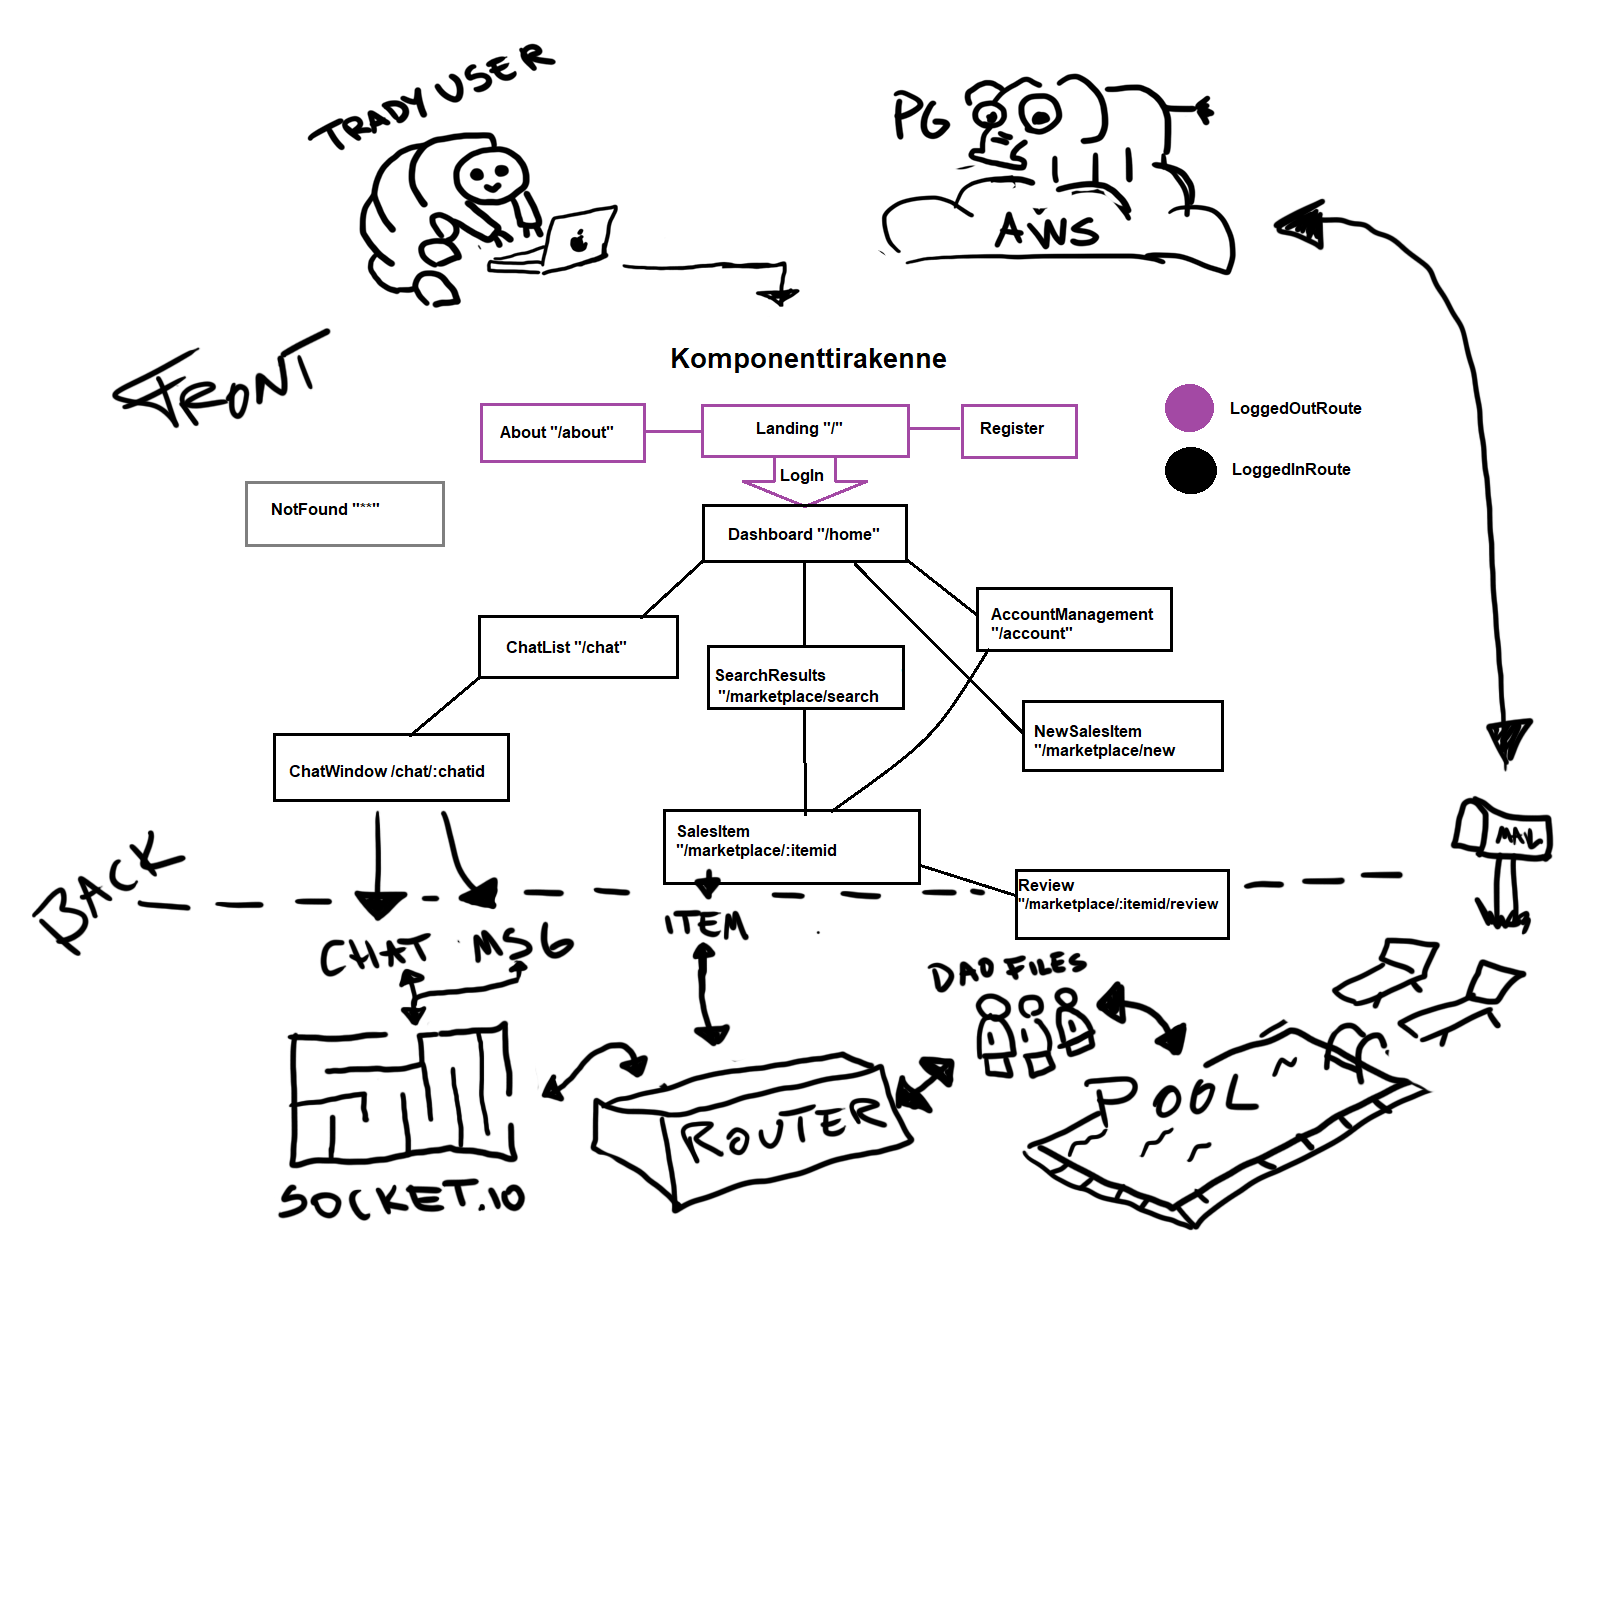 TRADY USER
PG
AWS
FRONT
Komponenttirakenne
About "/about"
Landing "/"
Register
LoggedOutRoute
LogIn
LoggedInRoute
NotFound "**"
Dashboard "/home"
ChatList "/chat"
AccountManagement
"/account"
SearchResults
"/marketplace/search
NewSalesItem
"/marketplace/new
ChatWindow /chat/:chatid
SalesItem
"/marketplace/:itemid
MAIL
BACK
Review
"/marketplace/:itemid/review
CHAT MSG
ITEM
DAO FILES
POOL
ROUTER
SOCKET.IO